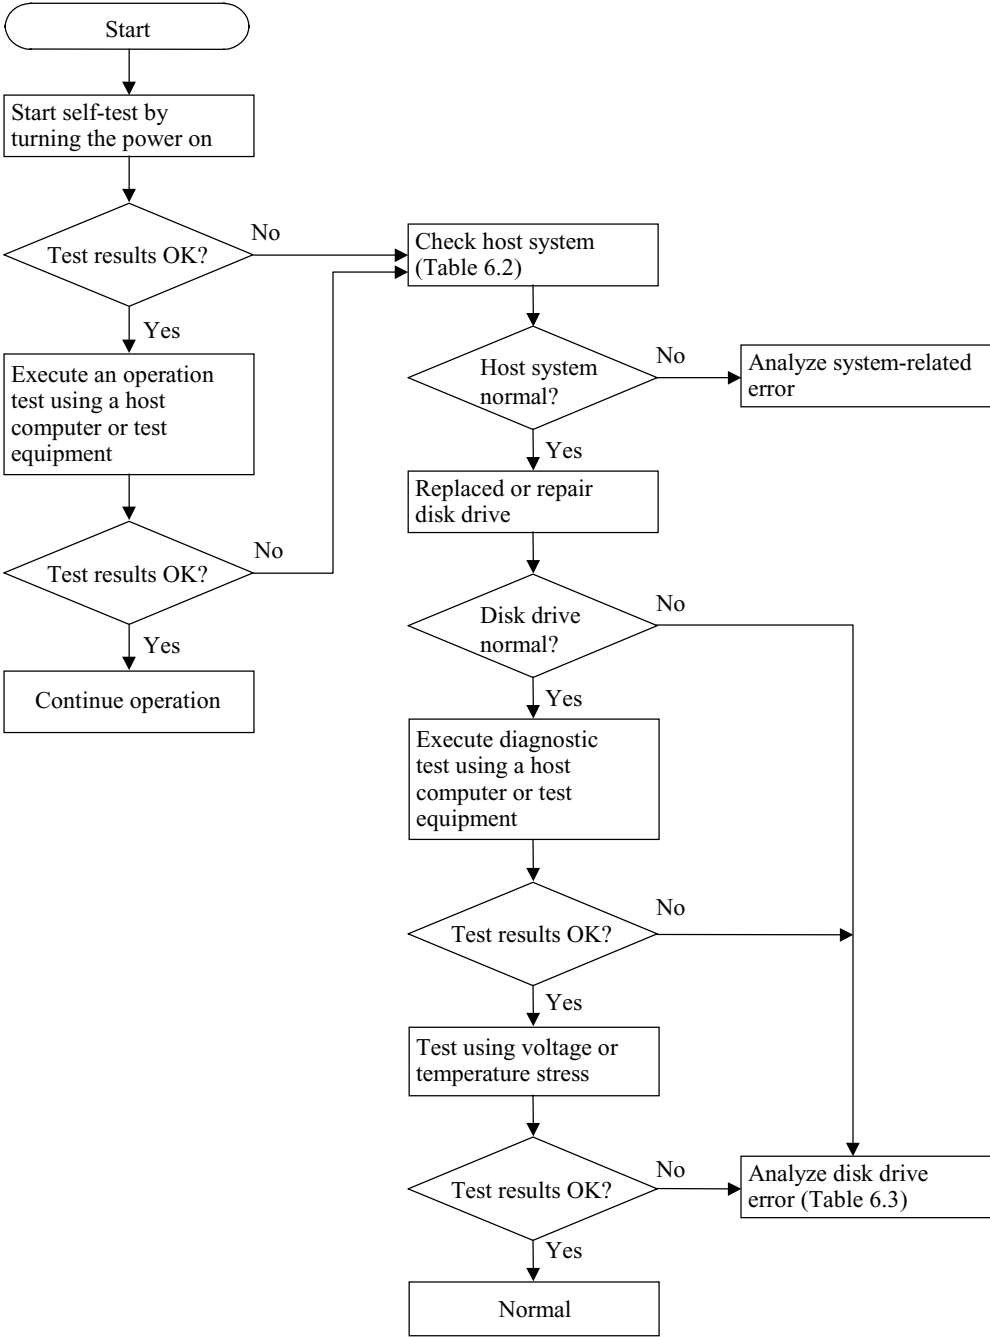 Start
Start self-test by
turning the power on
Test results OK?
No
Yes
Execute an operation
test using a host
computer or test
equipment
Test results OK?
No
Yes
Continue operation
Check host system
(Table 6.2)
Host system
normal?
No
Analyze system-related
error
Yes
Replaced or repair
disk drive
Disk drive
normal?
No
Yes
Execute diagnostic
test using a host
computer or test
equipment
Test results OK?
No
Yes
Test using voltage or
temperature stress
Test results OK?
No
Analyze disk drive
error (Table 6.3)
Yes
Normal